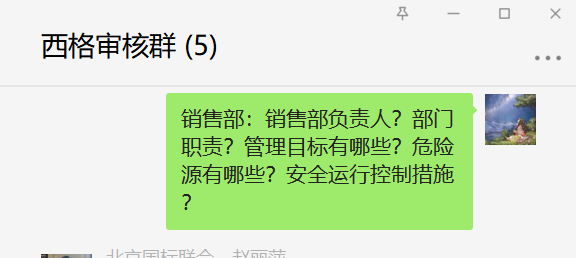 西格审核群 (5)
销售部：销售部负责人？部门
职责？管理目标有哪些？危险
源有哪些？安全运行控制措施
？